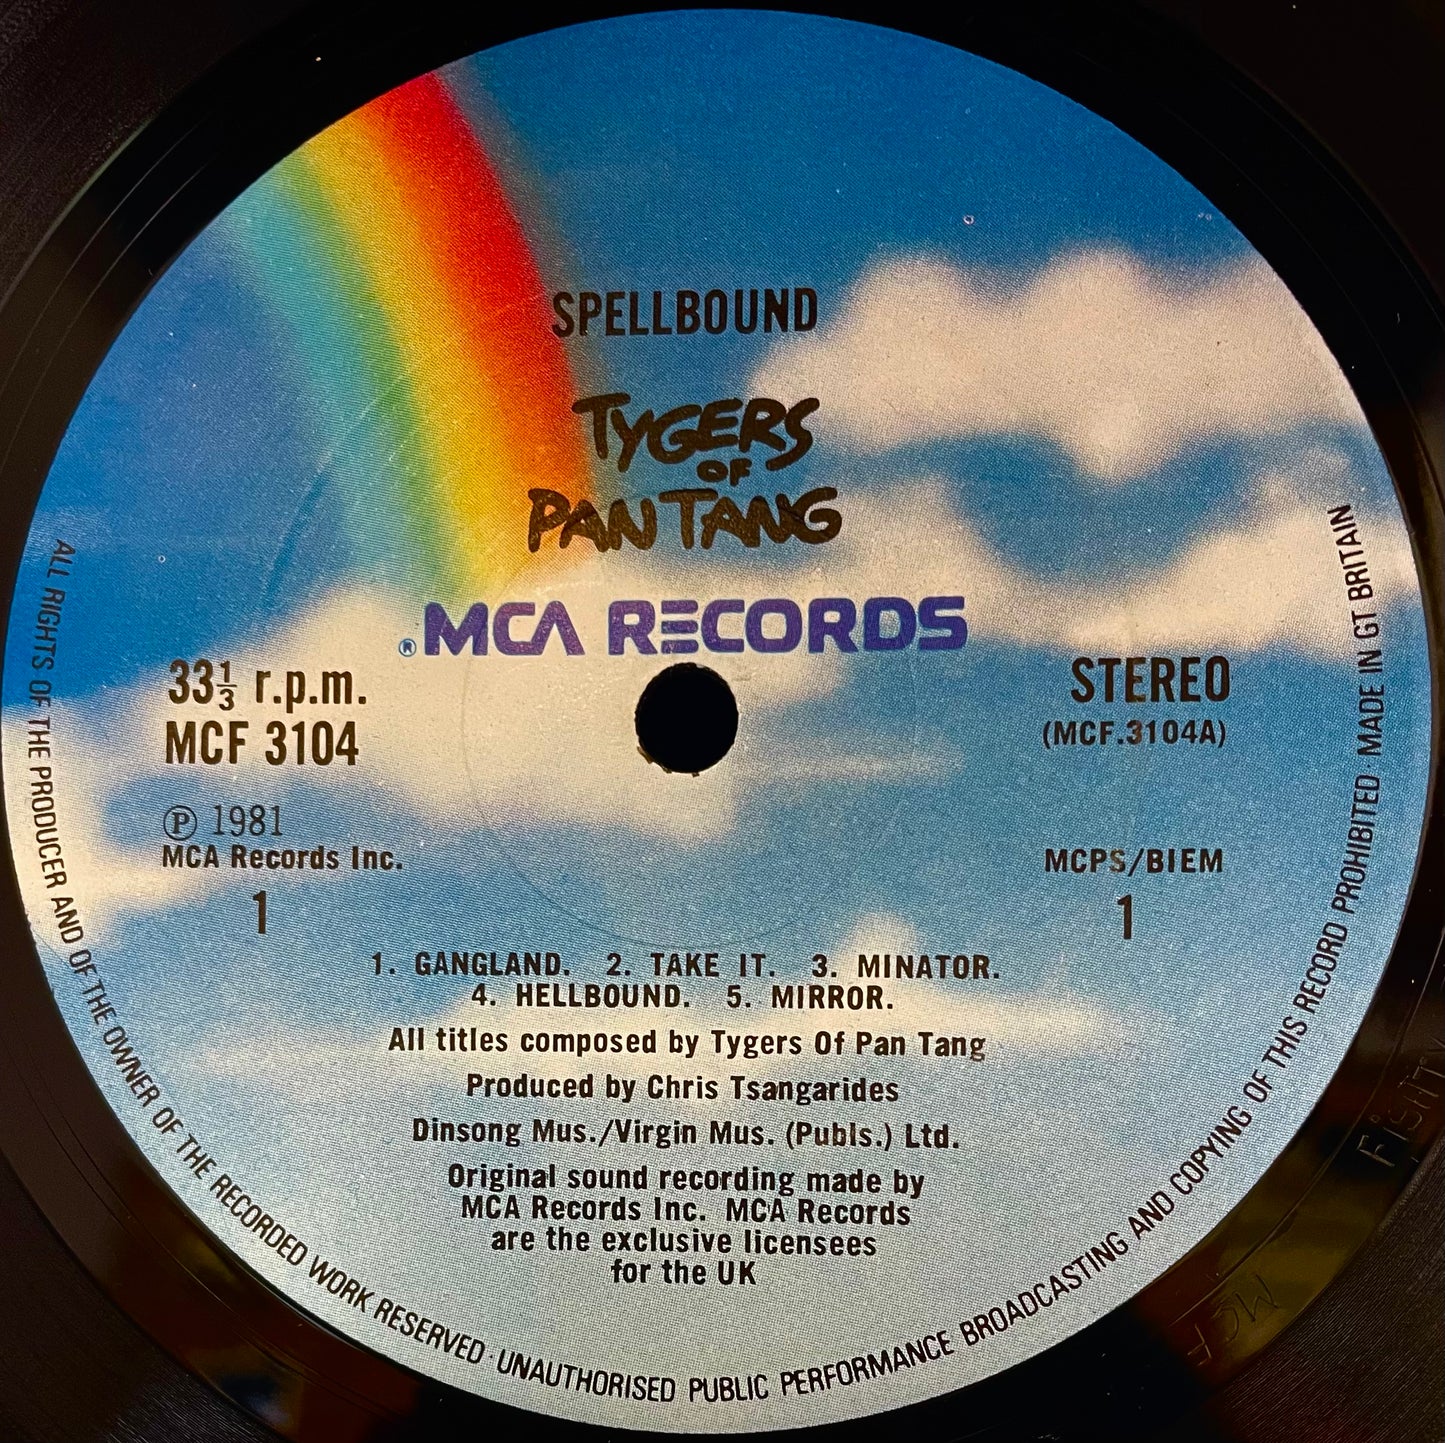 SPELLBOUND
TYGERS
OF
PAN TANG
® MCA RECORDS
33⅓ r.p.m.
MCF 3104
STEREO
(MCF.3104A)
Ⓟ 1981
MCA Records Inc.
1
MCPS/BIEM
1
1. GANGLAND. 2. TAKE IT. 3. MINATOR.
4. HELLBOUND. 5. MIRROR.
All titles composed by Tygers Of Pan Tang
Produced by Chris Tsangarides
Dinsong Mus./Virgin Mus. (Publs.) Ltd.
Original sound recording made by
MCA Records Inc. MCA Records
are the exclusive licensees
for the UK
ALL RIGHTS OF THE PRODUCER AND OF THE OWNER OF THE RECORDED WORK RESERVED · UNAUTHORISED PUBLIC PERFORMANCE BROADCASTING AND COPYING OF THIS RECORD PROHIBITED · MADE IN GT BRITAIN